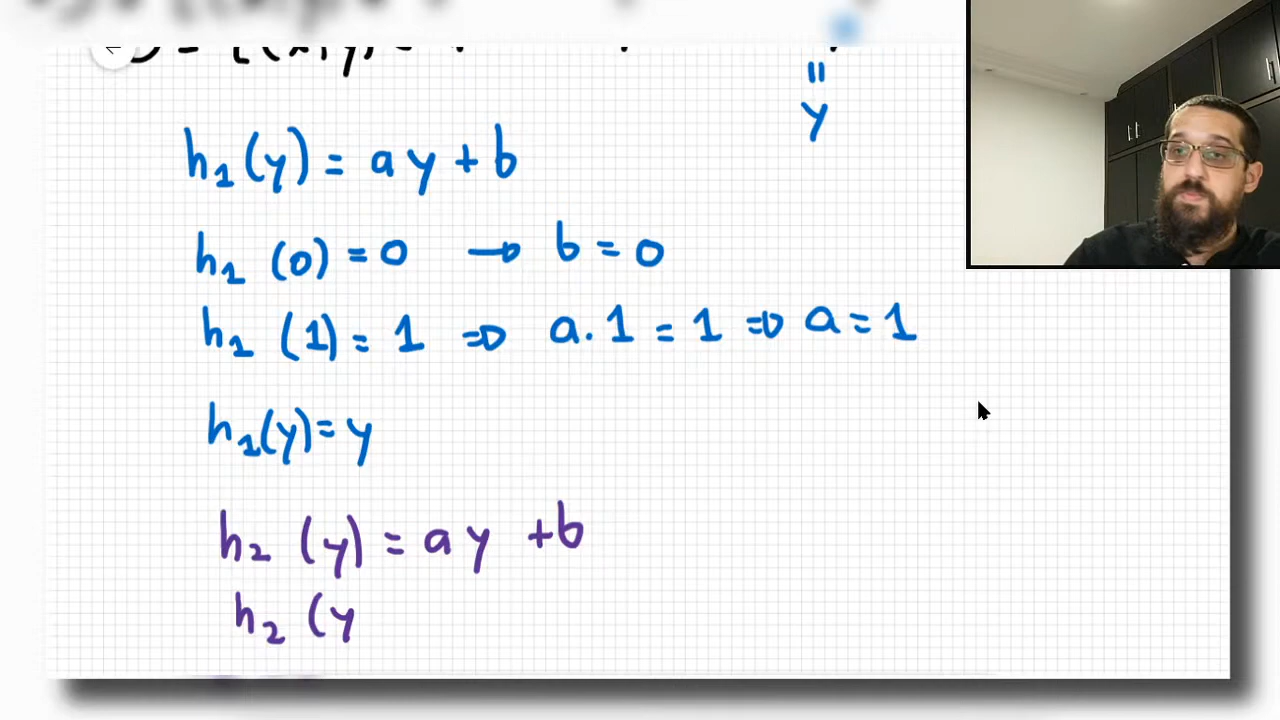 =
y
h₁(y) = ay + b
h₁ (0) = 0 → b = 0
h₁ (1) = 1 ⇒ a.1 = 1 ⇒ a = 1
h₁(y) = y
h₂ (y) = ay + b
h₂ (y